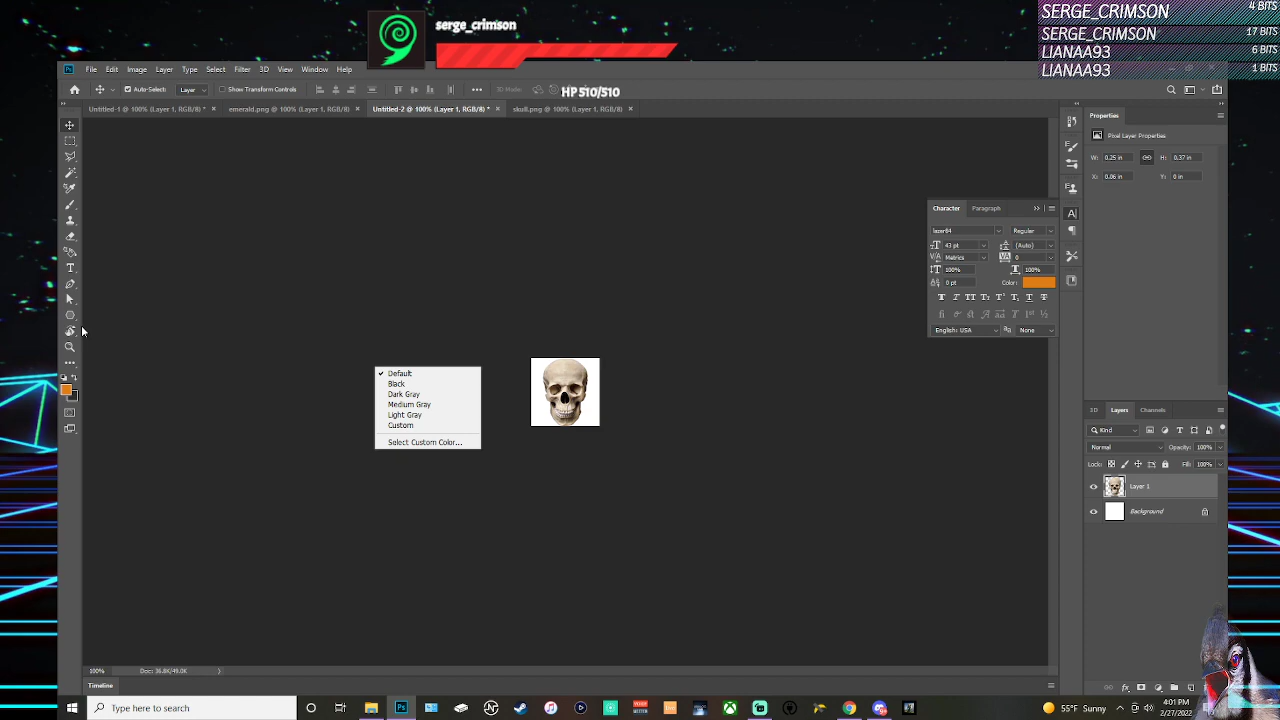 serge_crimson
SERGE_CRIMSON 4 BITS
SERGE_CRIMSON 17 BITS
LIANAA93 6 BITS
LIANAA93 1 BITS
File Edit Image Layer Type Select Filter 3D View Window Help
Auto-Select: Layer Show Transform Controls 3D Mode:
HP 510/510
Untitled-1 @ 100% (Layer 1, RGB/8) *
emerald.png @ 100% (Layer 1, RGB/8)
Untitled-2 @ 100% (Layer 1, RGB/8) *
skull.png @ 100% (Layer 1, RGB/8)
Properties
Pixel Layer Properties
W: 0.25 in H: 0.37 in
X: 0.06 in Y: 0 in
Character Paragraph
laser84 Regular
43 pt (Auto)
Metrics 0
100% 100%
0 pt Color:
English: USA None
Default
Black
Dark Gray
Medium Gray
Light Gray
Custom
Select Custom Color...
3D Layers Channels
Kind
Normal Opacity: 100%
Lock: Fill: 100%
Layer 1
Background
100% Doc: 36.8K/49.0K
Timeline
Type here to search
65°F Sunny
4:01 PM